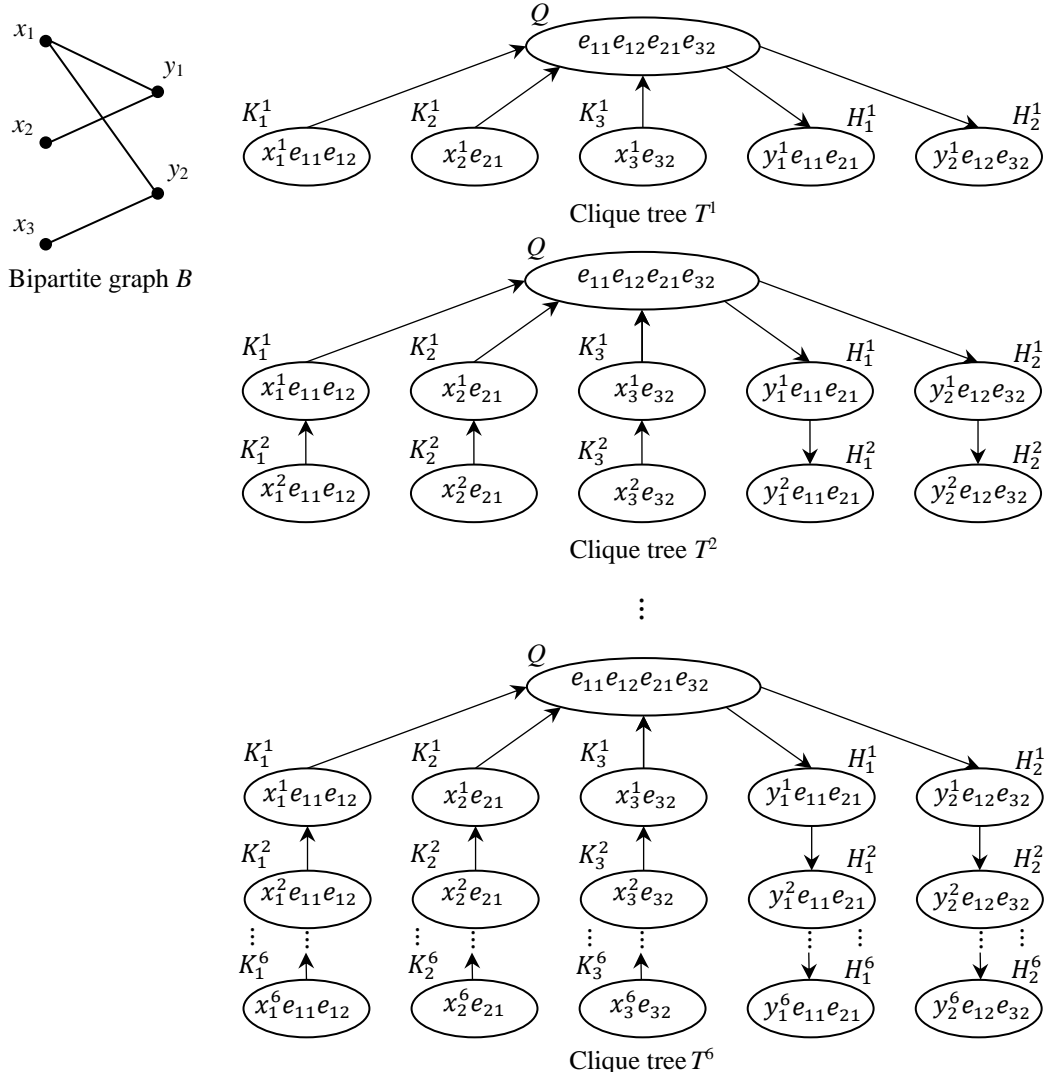 x₁
y₁
x₂
y₂
x₃
Bipartite graph B
Q
e₁₁e₁₂e₂₁e₃₂
K₁¹ K₂¹ K₃¹ H₁¹ H₂¹
x₁¹e₁₁e₁₂ x₂¹e₂₁ x₃¹e₃₂ y₁¹e₁₁e₂₁ y₂¹e₁₂e₃₂
Clique tree T¹
Q
e₁₁e₁₂e₂₁e₃₂
K₁¹ K₂¹ K₃¹ H₁¹ H₂¹
x₁¹e₁₁e₁₂ x₂¹e₂₁ x₃¹e₃₂ y₁¹e₁₁e₂₁ y₂¹e₁₂e₃₂
K₁² K₂² K₃² H₁² H₂²
x₁²e₁₁e₁₂ x₂²e₂₁ x₃²e₃₂ y₁²e₁₁e₂₁ y₂²e₁₂e₃₂
Clique tree T²
⋮
Q
e₁₁e₁₂e₂₁e₃₂
K₁¹ K₂¹ K₃¹ H₁¹ H₂¹
x₁¹e₁₁e₁₂ x₂¹e₂₁ x₃¹e₃₂ y₁¹e₁₁e₂₁ y₂¹e₁₂e₃₂
K₁² K₂² K₃² H₁² H₂²
x₁²e₁₁e₁₂ x₂²e₂₁ x₃²e₃₂ y₁²e₁₁e₂₁ y₂²e₁₂e₃₂
⋮ ⋮ ⋮ ⋮ ⋮ ⋮ ⋮ ⋮ ⋮ ⋮
K₁⁶ K₂⁶ K₃⁶ H₁⁶ H₂⁶
x₁⁶e₁₁e₁₂ x₂⁶e₂₁ x₃⁶e₃₂ y₁⁶e₁₁e₂₁ y₂⁶e₁₂e₃₂
Clique tree T⁶